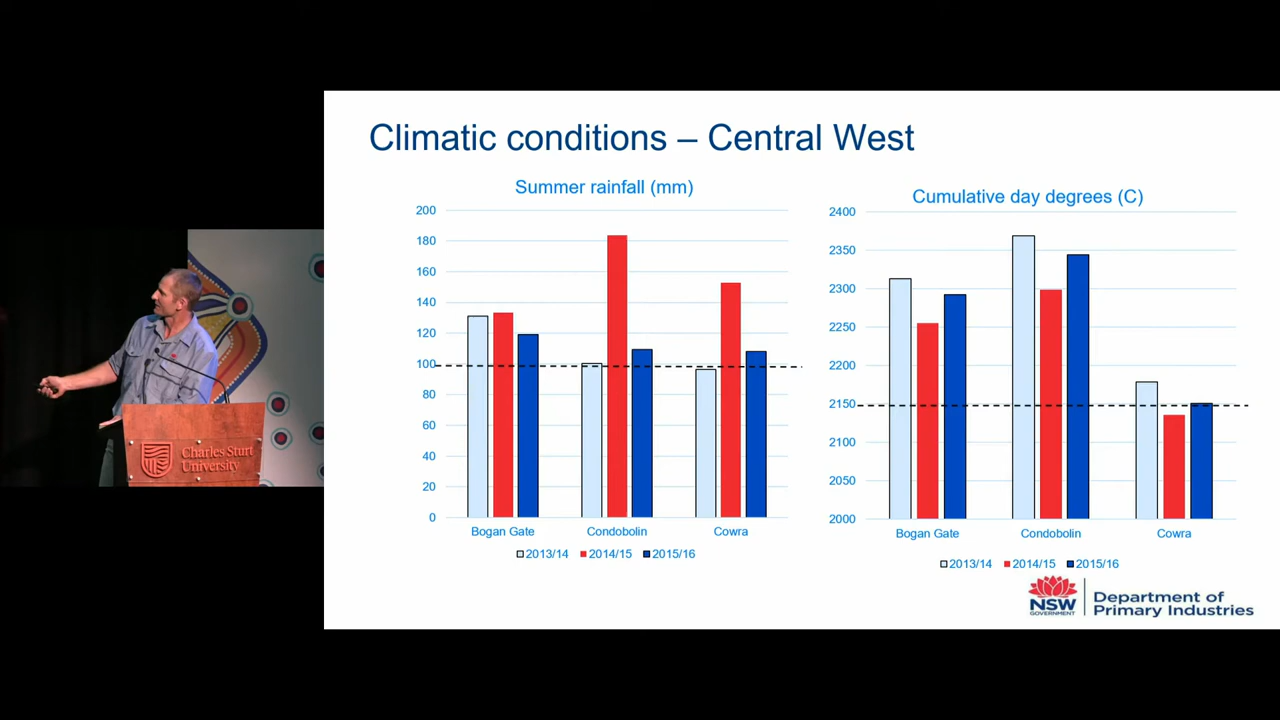 Climatic conditions – Central West
Summer rainfall (mm)
200
180
160
140
120
100
80
60
40
20
0
Bogan Gate Condobolin Cowra
2013/14 2014/15 2015/16
Cumulative day degrees (C)
2400
2350
2300
2250
2200
2150
2100
2050
2000
Bogan Gate Condobolin Cowra
2013/14 2014/15 2015/16
NSW
GOVERNMENT
Department of
Primary Industries
Charles Sturt
University